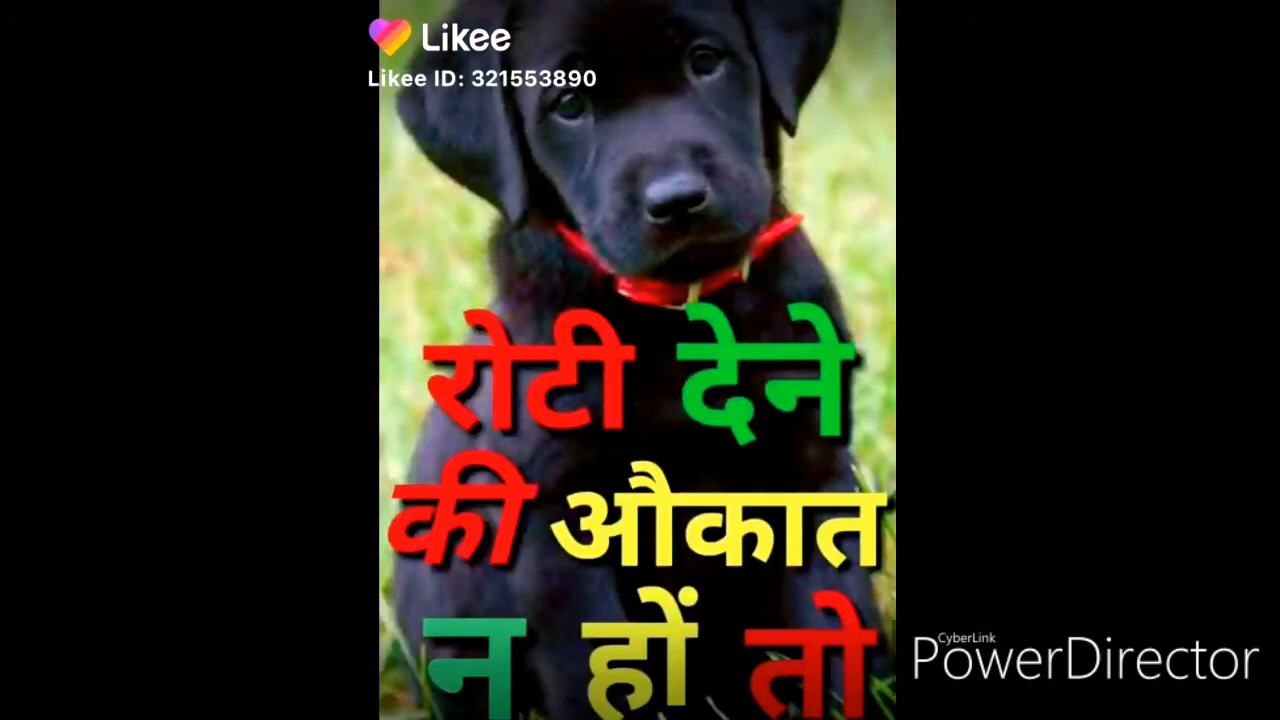 Likee
Likee ID: 321553890
रोटी देने
की औकात
न हों तो
CyberLink
PowerDirector